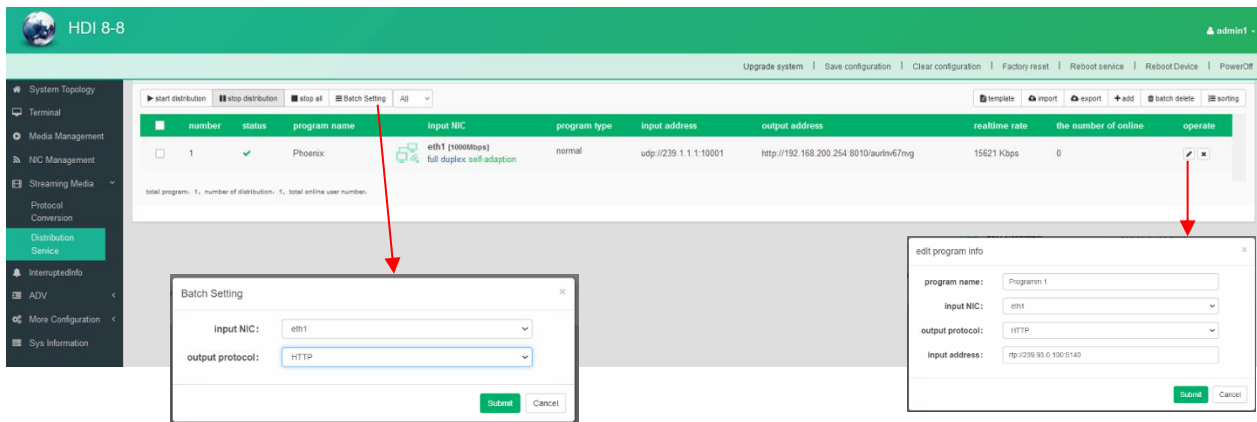 HDI 8-8
admin1
Upgrade system | Save configuration | Clear configuration | Factory reset | Reboot service | Reboot Device | PowerOff
System Topology
Terminal
Media Management
NIC Management
Streaming Media
Protocol
Conversion
Distribution
Service
InterruptedInfo
ADV
More Configuration
Sys Information
start distribution stop distribution stop all Batch Setting All template import export add batch delete sorting
number status program name input NIC program type input address output address realtime rate the number of online operate
1 Phoenix eth1 [1000Mbps] normal udp://239.1.1.1:10001 http://192.168.200.254:8010/aurlnv67nvg 15621 Kbps 0
full duplex self-adaption
total program: 1, number of distribution: 1, total online user number:
Batch Setting
input NIC: eth1
output protocol: HTTP
Submit Cancel
edit program info
program name: Programm 1
input NIC: eth1
output protocol: HTTP
input address: rtp://239.95.0.100:5140
Submit Cancel